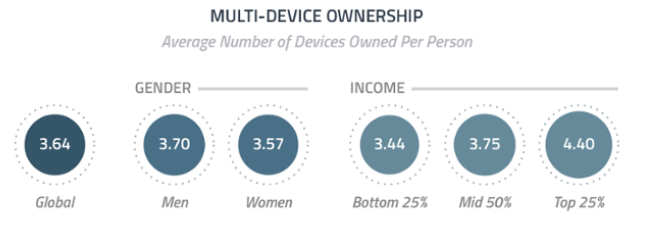 MULTI-DEVICE OWNERSHIP
Average Number of Devices Owned Per Person
GENDER INCOME
3.64 3.70 3.57 3.44 3.75 4.40
Global Men Women Bottom 25% Mid 50% Top 25%